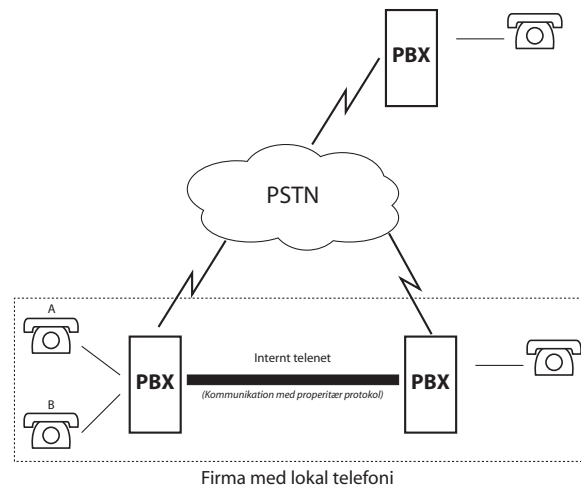 PBX
PSTN
A
B
PBX
Internt telenet
(Kommunikation med properitær protokol)
PBX
Firma med lokal telefoni